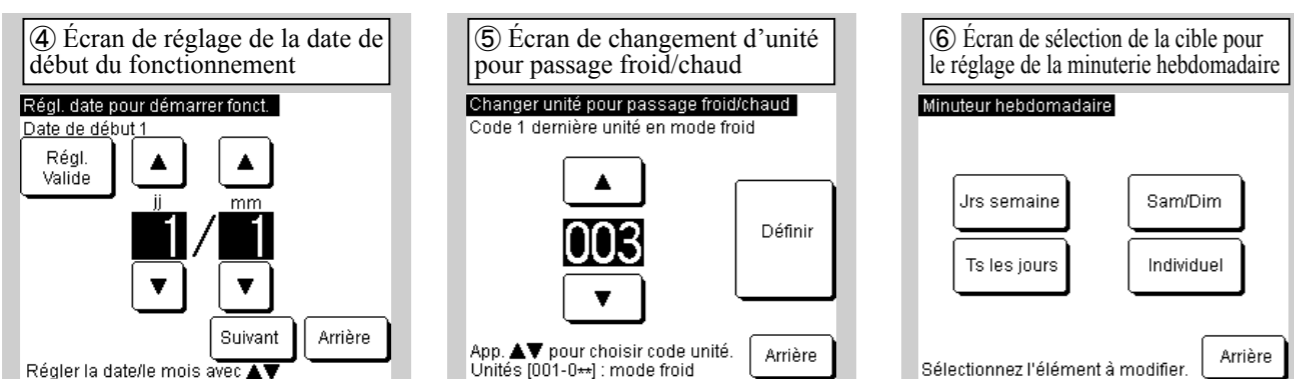 ④ Écran de réglage de la date de
début du fonctionnement
Régl. date pour démarrer fonct.
Date de début 1
Régl.
Valide
▲
▲
jj
mm
1 / 1
▼
▼
Suivant
Arrière
Régler la date/le mois avec ▲▼
⑤ Écran de changement d’unité
pour passage froid/chaud
Changer unité pour passage froid/chaud
Code 1 dernière unité en mode froid
▲
003
▼
Définir
App. ▲▼ pour choisir code unité.
Unités [001-0**] : mode froid
Arrière
⑥ Écran de sélection de la cible pour
le réglage de la minuterie hebdomadaire
Minuteur hebdomadaire
Jrs semaine
Sam/Dim
Ts les jours
Individuel
Arrière
Sélectionnez l'élément à modifier.